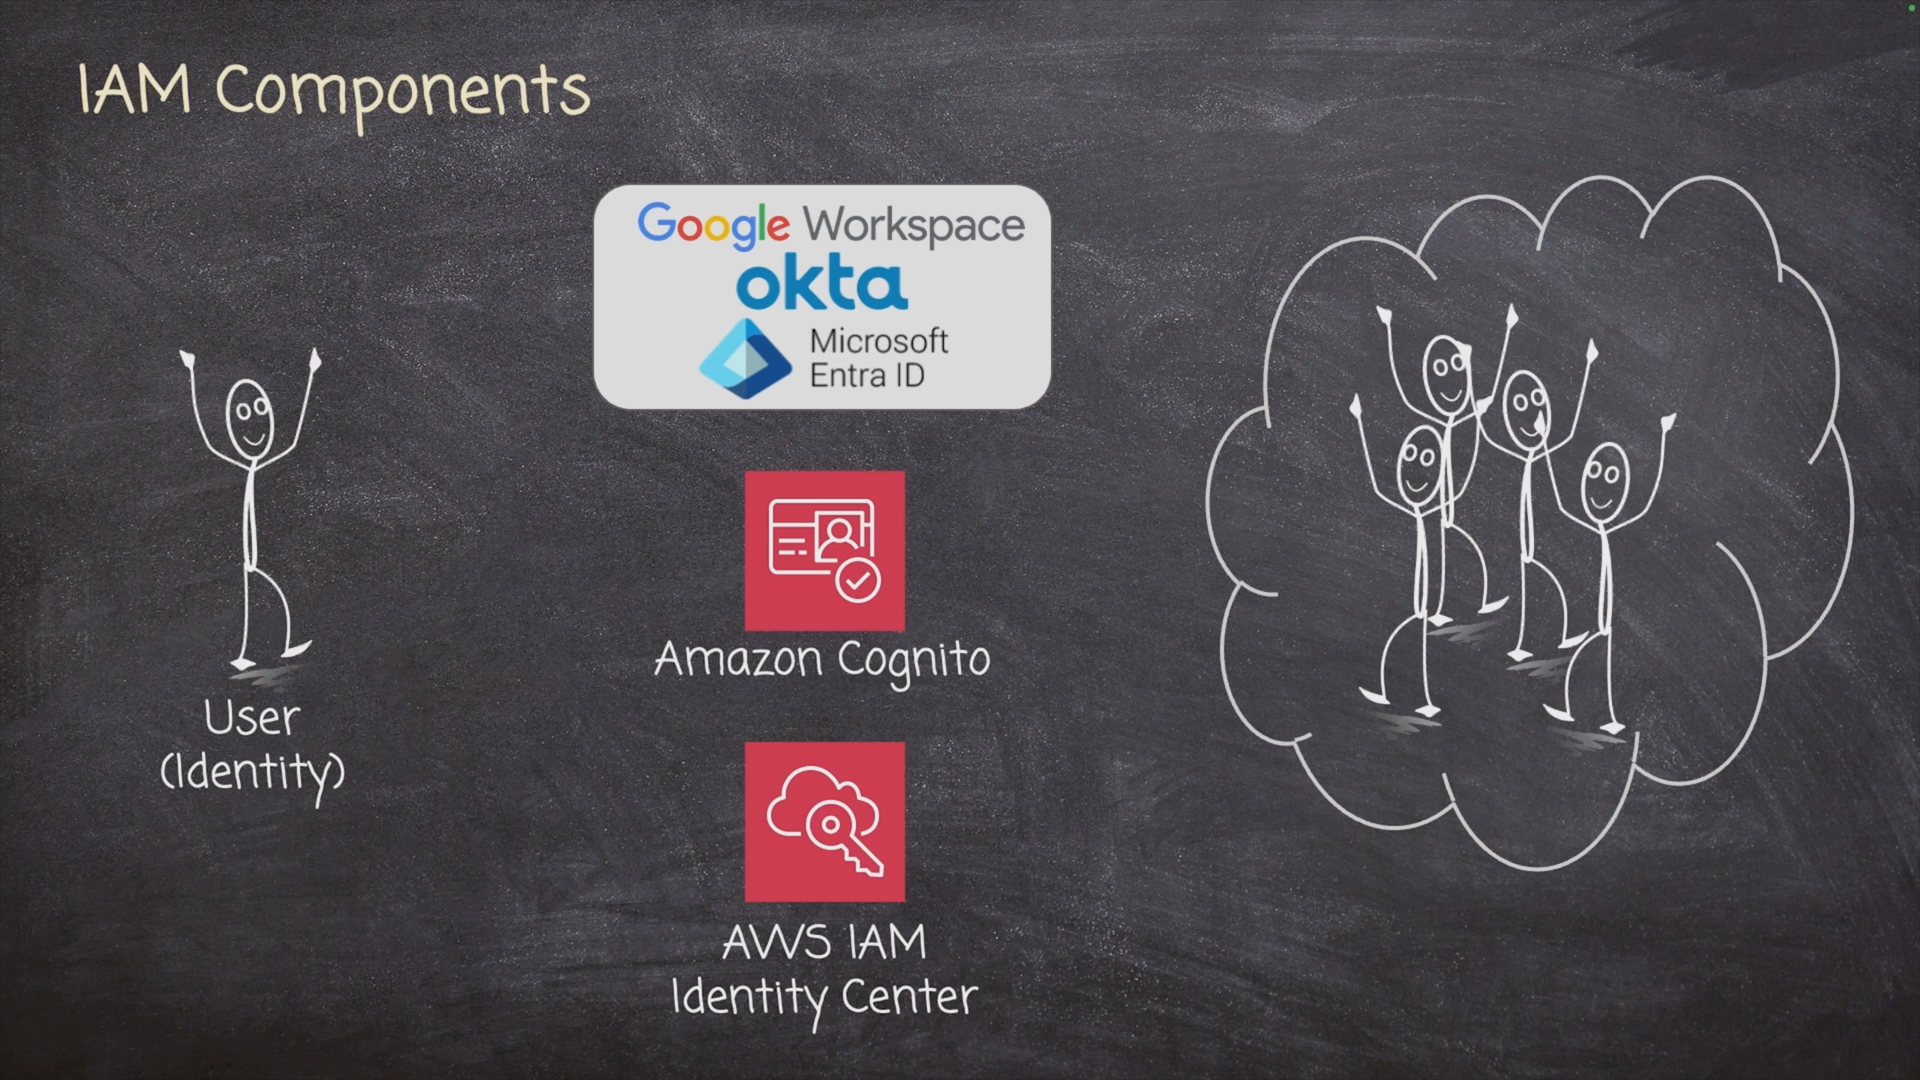 IAM Components
Google Workspace
okta
Microsoft
Entra ID
User
(Identity)
Amazon Cognito
AWS IAM
Identity Center